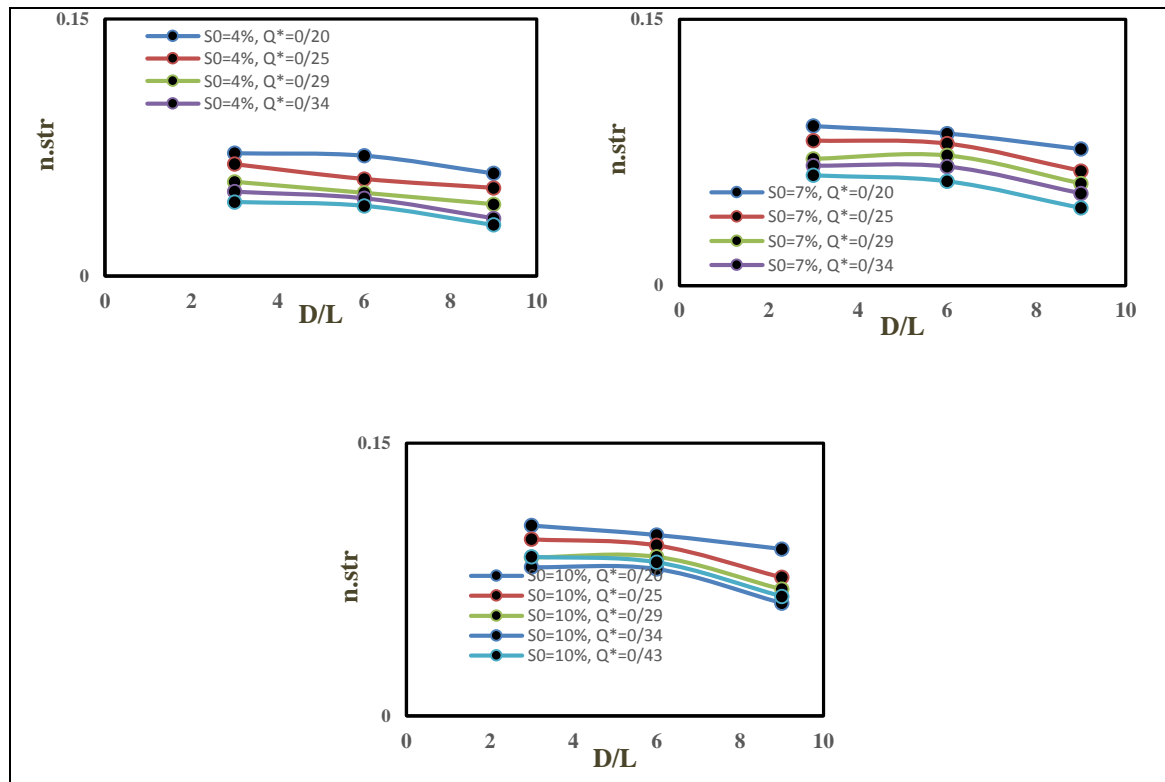 0.15
S0=4%, Q*=0/20
S0=4%, Q*=0/25
S0=4%, Q*=0/29
S0=4%, Q*=0/34
n.str
0
0 2 4 6 8 10
D/L
0.15
n.str
S0=7%, Q*=0/20
S0=7%, Q*=0/25
S0=7%, Q*=0/29
S0=7%, Q*=0/34
0
0 2 4 6 8 10
D/L
0.15
n.str
S0=10%, Q*=0/20
S0=10%, Q*=0/25
S0=10%, Q*=0/29
S0=10%, Q*=0/34
S0=10%, Q*=0/43
0
0 2 4 6 8 10
D/L